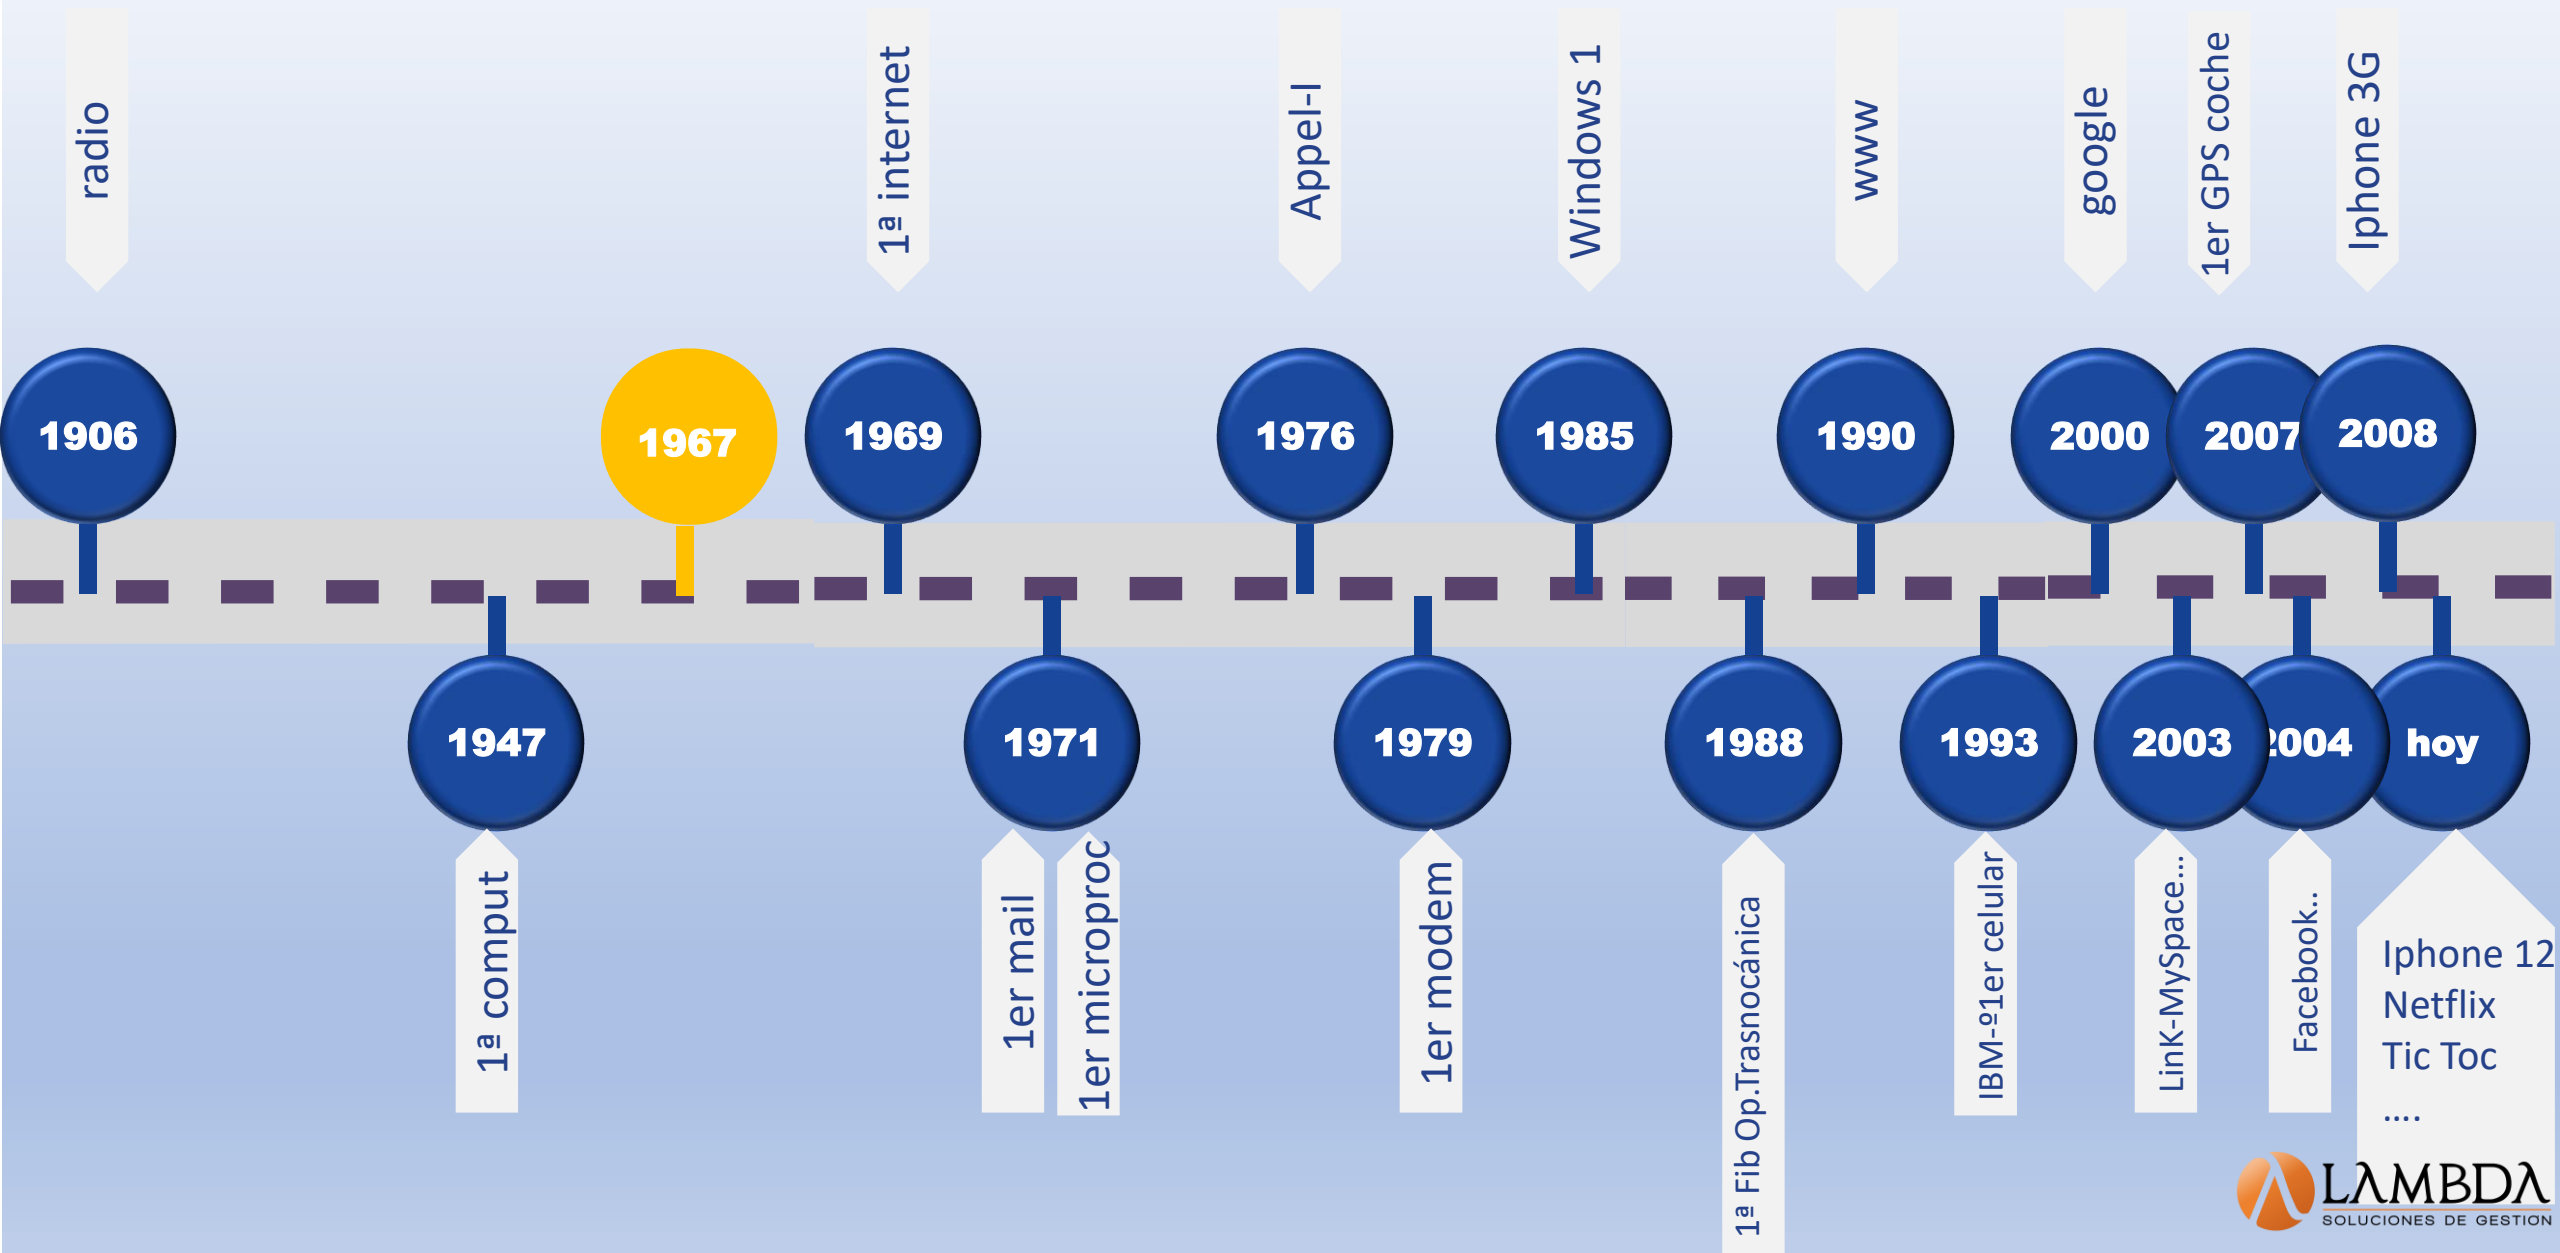 radio
1ª internet
Appel-I
Windows 1
www
google
1er GPS coche
Iphone 3G
1906
1967
1969
1976
1985
1990
2000
2007
2008
1947
1971
1979
1988
1993
2003
2004
hoy
1ª comput
1er mail
1er microproc
1er modem
1ª Fib Op.Trasnocánica
IBM-º1er celular
LinK-MySpace...
Facebook..
Iphone 12
Netflix
Tic Toc
....
LAMBDA
SOLUCIONES DE GESTIÓN